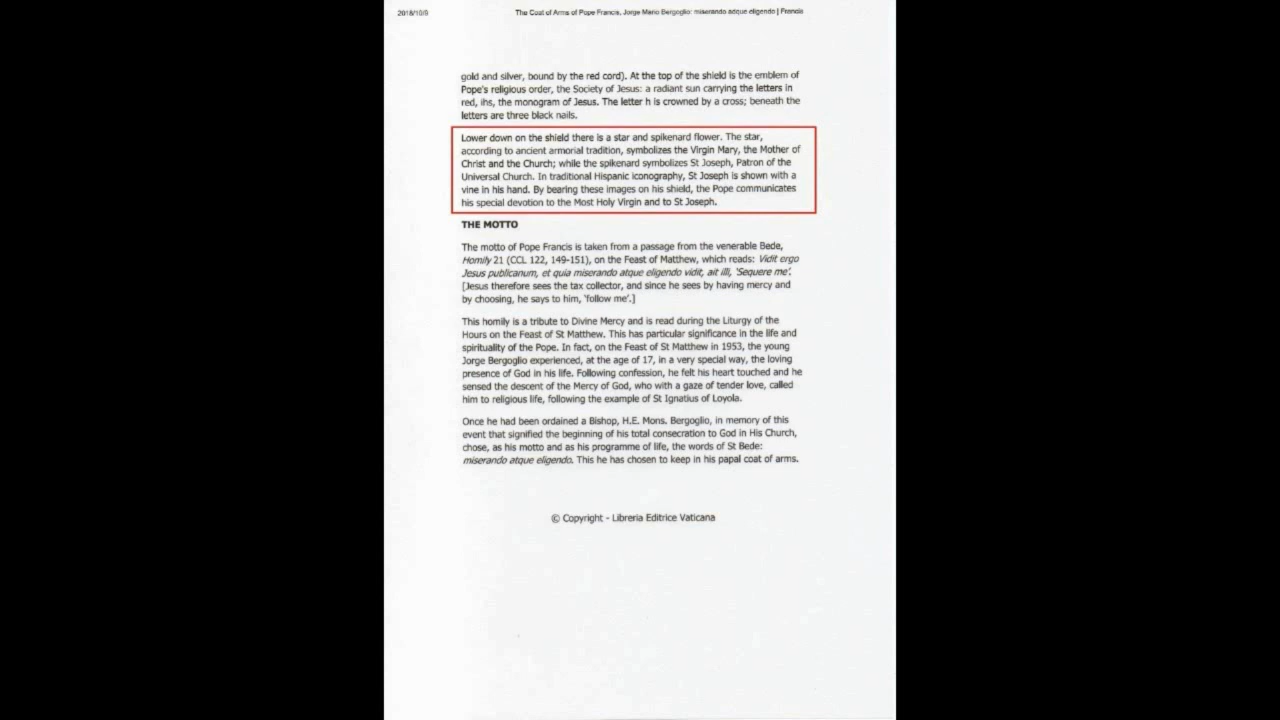 2018/10/9
The Coat of Arms of Pope Francis, Jorge Mario Bergoglio: miserando atque eligendo | Francis
gold and silver, bound by the red cord). At the top of the shield is the emblem of
Pope's religious order, the Society of Jesus: a radiant sun carrying the letters in
red, ihs, the monogram of Jesus. The letter h is crowned by a cross; beneath the
letters are three black nails.
Lower down on the shield there is a star and spikenard flower. The star,
according to ancient armorial tradition, symbolizes the Virgin Mary, the Mother of
Christ and the Church; while the spikenard symbolizes St Joseph, Patron of the
Universal Church. In traditional Hispanic iconography, St Joseph is shown with a
vine in his hand. By bearing these images on his shield, the Pope communicates
his special devotion to the Most Holy Virgin and to St Joseph.
THE MOTTO
The motto of Pope Francis is taken from a passage from the venerable Bede,
Homily 21 (CCL 122, 149-151), on the Feast of Matthew, which reads: Vidit ergo
Jesus publicanum, et quia miserando atque eligendo vidit, ait illi, 'Sequere me'.
[Jesus therefore sees the tax collector, and since he sees by having mercy and
by choosing, he says to him, 'follow me'.]
This homily is a tribute to Divine Mercy and is read during the Liturgy of the
Hours on the Feast of St Matthew. This has particular significance in the life and
spirituality of the Pope. In fact, on the Feast of St Matthew in 1953, the young
Jorge Bergoglio experienced, at the age of 17, in a very special way, the loving
presence of God in his life. Following confession, he felt his heart touched and he
sensed the descent of the Mercy of God, who with a gaze of tender love, called
him to religious life, following the example of St Ignatius of Loyola.
Once he had been ordained a Bishop, H.E. Mons. Bergoglio, in memory of this
event that signified the beginning of his total consecration to God in His Church,
chose, as his motto and as his programme of life, the words of St Bede:
miserando atque eligendo. This he has chosen to keep in his papal coat of arms.
© Copyright - Libreria Editrice Vaticana